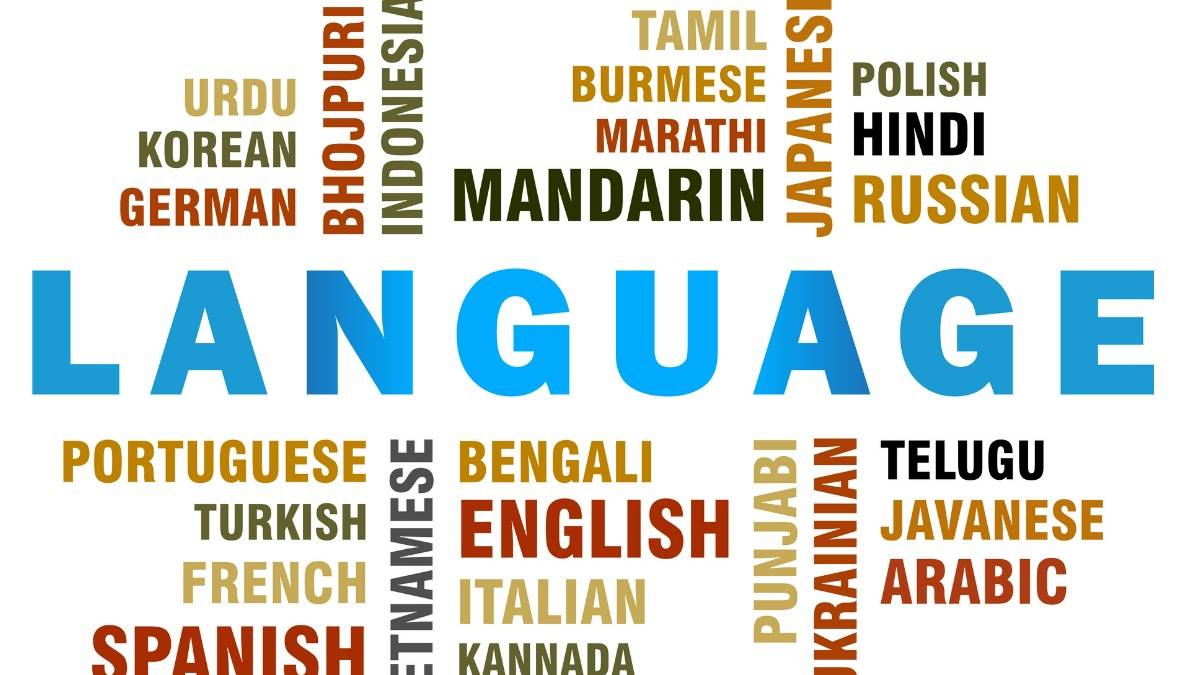 URDU
KOREAN
GERMAN
BHOJPURI
INDONESIA
TAMIL
BURMESE
MARATHI
MANDARIN
JAPANES
POLISH
HINDI
RUSSIAN
LANGUAGE
PORTUGUESE
TURKISH
FRENCH
SPANISH
ETNAMESE
BENGALI
ENGLISH
ITALIAN
KANNADA
PUNJABI
UKRAINIAN
TELUGU
JAVANESE
ARABIC